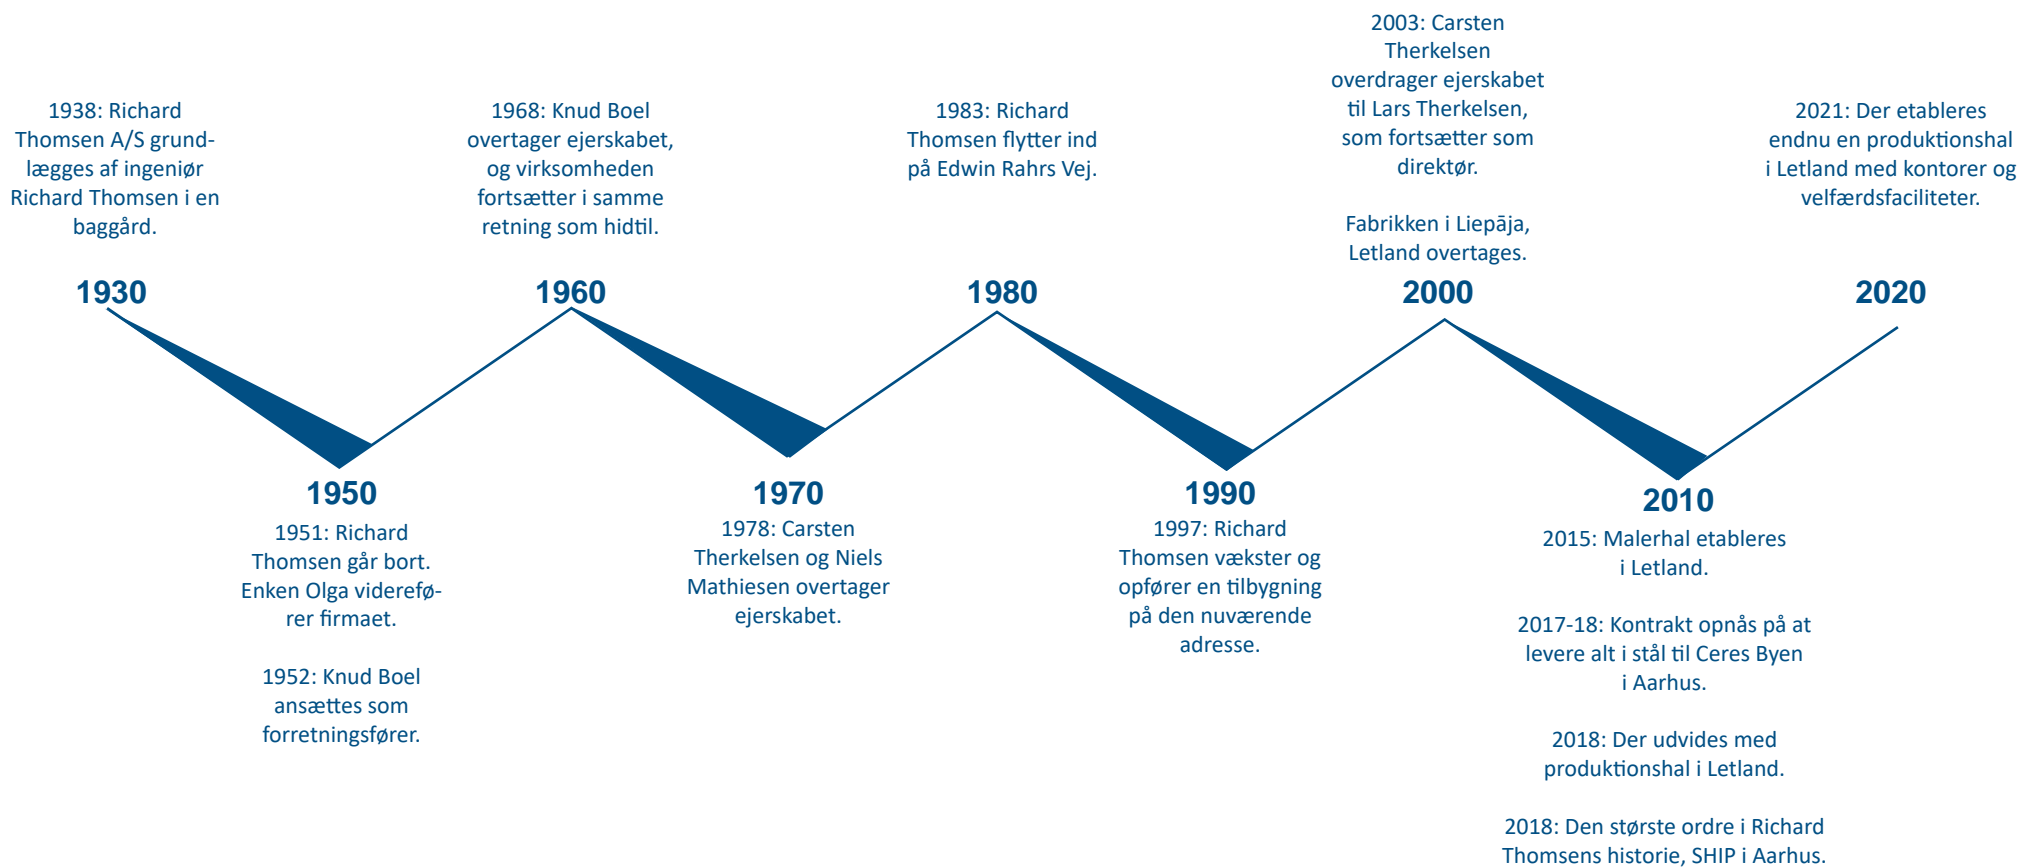 1938: Richard
Thomsen A/S grund-
lægges af ingeniør
Richard Thomsen i en
baggård.
1930
1951: Richard
Thomsen går bort.
Enken Olga viderefø-
rer firmaet.
1952: Knud Boel
ansættes som
forretningsfører.
1950
1968: Knud Boel
overtager ejerskabet,
og virksomheden
fortsætter i samme
retning som hidtil.
1960
1970
1978: Carsten
Therkelsen og Niels
Mathiesen overtager
ejerskabet.
1983: Richard
Thomsen flytter ind
på Edwin Rahrs Vej.
1980
1990
1997: Richard
Thomsen vækster og
opfører en tilbygning
på den nuværende
adresse.
2003: Carsten
Therkelsen
overdrager ejerskabet
til Lars Therkelsen,
som fortsætter som
direktør.
Fabrikken i Liepāja,
Letland overtages.
2000
2010
2015: Malerhal etableres
i Letland.
2017-18: Kontrakt opnås på at
levere alt i stål til Ceres Byen
i Aarhus.
2018: Der udvides med
produktionshal i Letland.
2018: Den største ordre i Richard
Thomsens historie, SHIP i Aarhus.
2021: Der etableres
endnu en produktionshal
i Letland med kontorer og
velfærdsfaciliteter.
2020